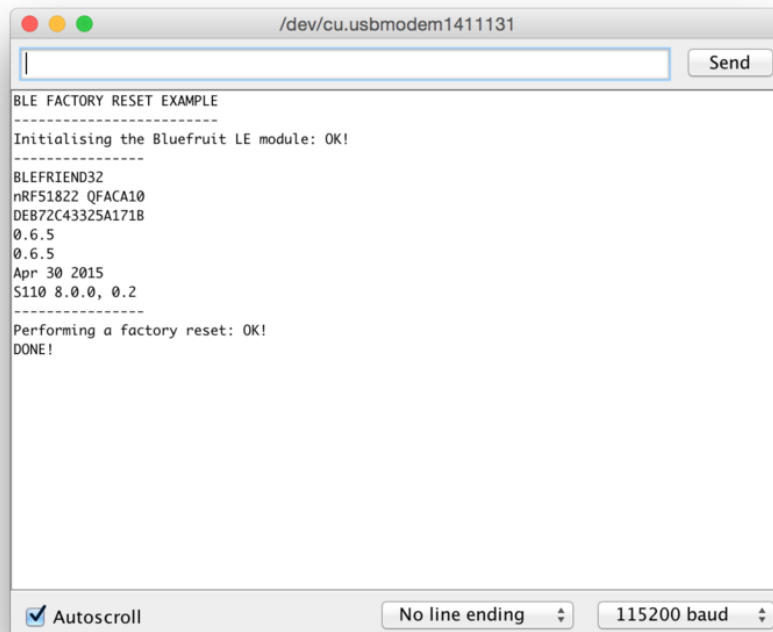 /dev/cu.usbmodem1411131
Send
BLE FACTORY RESET EXAMPLE
-------------------------
Initialising the Bluefruit LE module: OK!
----------------
BLEFRIEND32
nRF51822 QFACA10
DEB72C43325A171B
0.6.5
0.6.5
Apr 30 2015
S110 8.0.0, 0.2
----------------
Performing a factory reset: OK!
DONE!
Autoscroll
No line ending
115200 baud